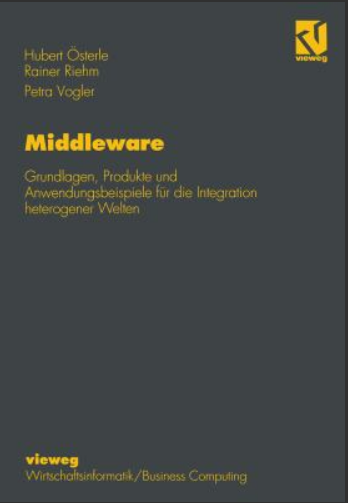 vieweg
Hubert Österle
Rainer Riehm
Petra Vogler
Middleware
Grundlagen, Produkte und
Anwendungsbeispiele für die Integration
heterogener Welten
vieweg
Wirtschaftsinformatik/Business Computing